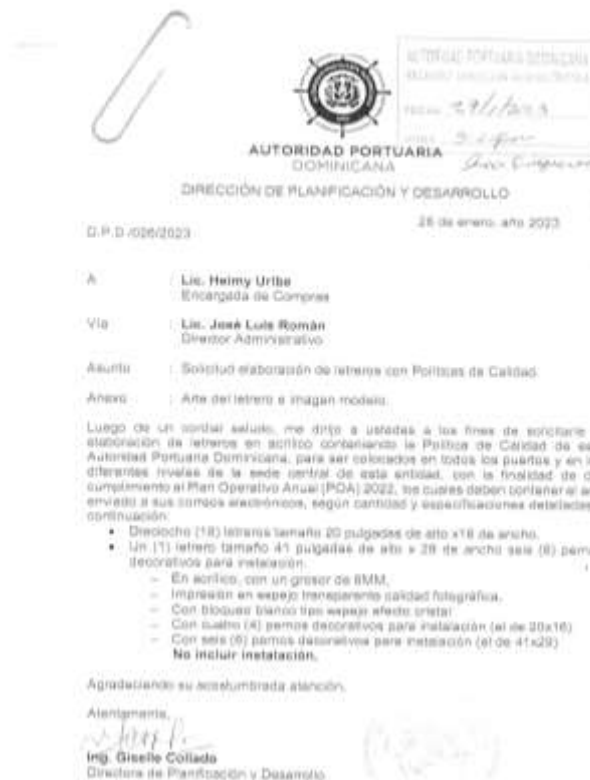 AUTORIDAD PORTUARIA DOMINICANA
AUTORIDAD PORTUARIA
DOMINICANA
DIRECCIÓN DE PLANIFICACIÓN Y DESARROLLO
26 de enero, año 2023
D.P.D./026/2023
A : Lic. Heimy Uribe
Encargada de Compras
Vía : Lic. José Luis Román
Director Administrativo
Asunto : Solicitud elaboración de letreros con Políticas de Calidad.
Anexo : Arte del letrero e imagen modelo.
Luego de un cordial saludo, me dirijo a ustedes a los fines de solicitarle
elaboración de letreros en acrílico conteniendo la Política de Calidad de
Autoridad Portuaria Dominicana, para ser colocados en todos los puertos y en
diferentes niveles de la sede central de esta entidad, con la finalidad de
cumplimiento al Plan Operativo Anual (POA) 2022, los cuales deben contener el
enviado a sus correos electrónicos, según cantidad y especificaciones detalladas
continuación:
• Dieciocho (18) letreros tamaño 20 pulgadas de alto x16 de ancho.
• Un (1) letrero tamaño 41 pulgadas de alto x 29 de ancho seis (6)
decorativos para instalación.
– En acrílico, con un grosor de 8MM,
– Impresión en espejo transparente calidad fotográfica,
– Con bloqueo blanco tipo espejo efecto cristal
– Con cuatro (4) pernos decorativos para instalación (el de 20x16)
– Con seis (6) pernos decorativos para instalación (el de 41x29)
No incluir instalación.
Agradeciendo su acostumbrada atención,
Atentamente,
Ing. Giselle Collado
Directora de Planificación y Desarrollo